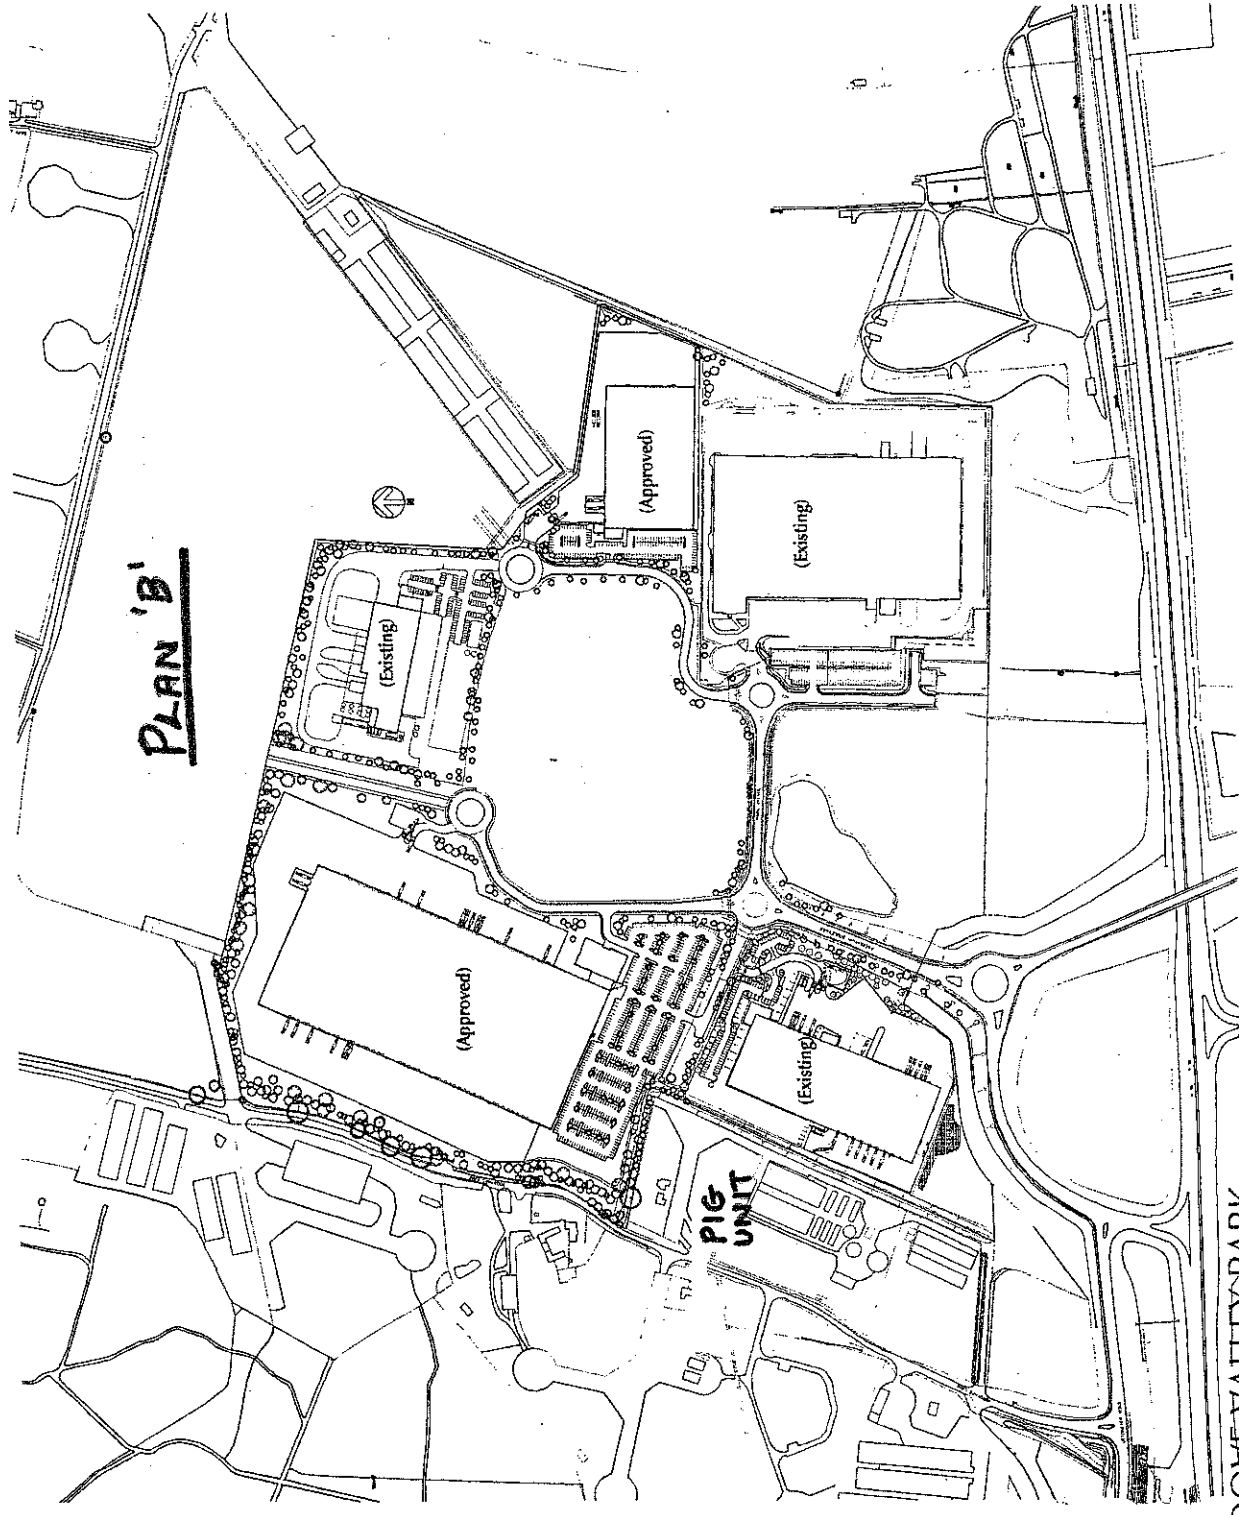 PLAN 'B'
(Existing)
(Approved)
(Existing)
(Approved)
(Existing)
PIG
UNIT